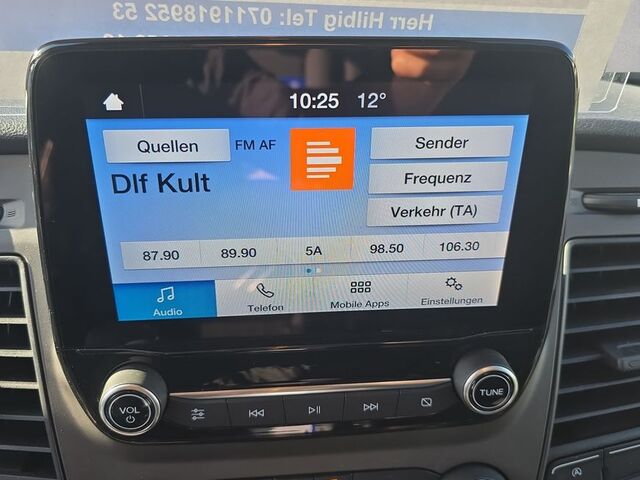 Herr Hilbig Tel: 0711918952 53
10:25 12°
Quellen FM AF Sender
Dlf Kult Frequenz
Verkehr (TA)
87.90 89.90 5A 98.50 106.30
Audio Telefon Mobile Apps Einstellungen
VOL TUNE